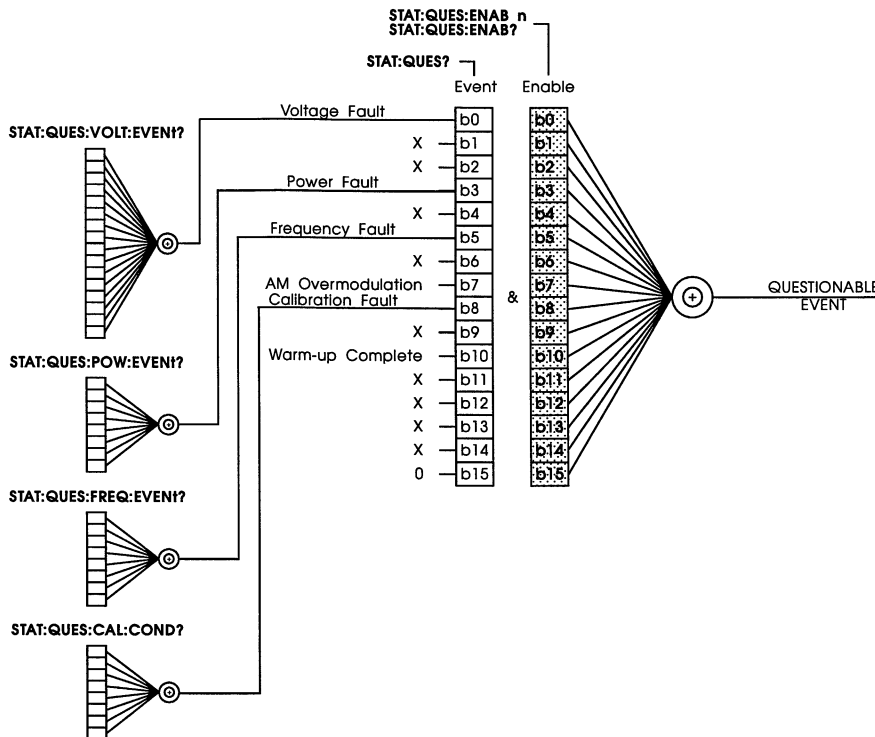 STAT:QUES:ENAB n
STAT:QUES:ENAB?
STAT:QUES?
Event Enable
Voltage Fault b0 b0
STAT:QUES:VOLT:EVENt?
X b1 b1
X b2 b2
Power Fault b3 b3
X b4 b4
Frequency Fault b5 b5
X b6 b6
AM Overmodulation b7 b7
&
QUESTIONABLE
EVENT
Calibration Fault b8 b8
X b9 b9
Warm-up Complete b10 b10
STAT:QUES:POW:EVENt?
X b11 b11
X b12 b12
X b13 b13
X b14 b14
0 b15 b15
STAT:QUES:FREQ:EVENt?
STAT:QUES:CAL:COND?